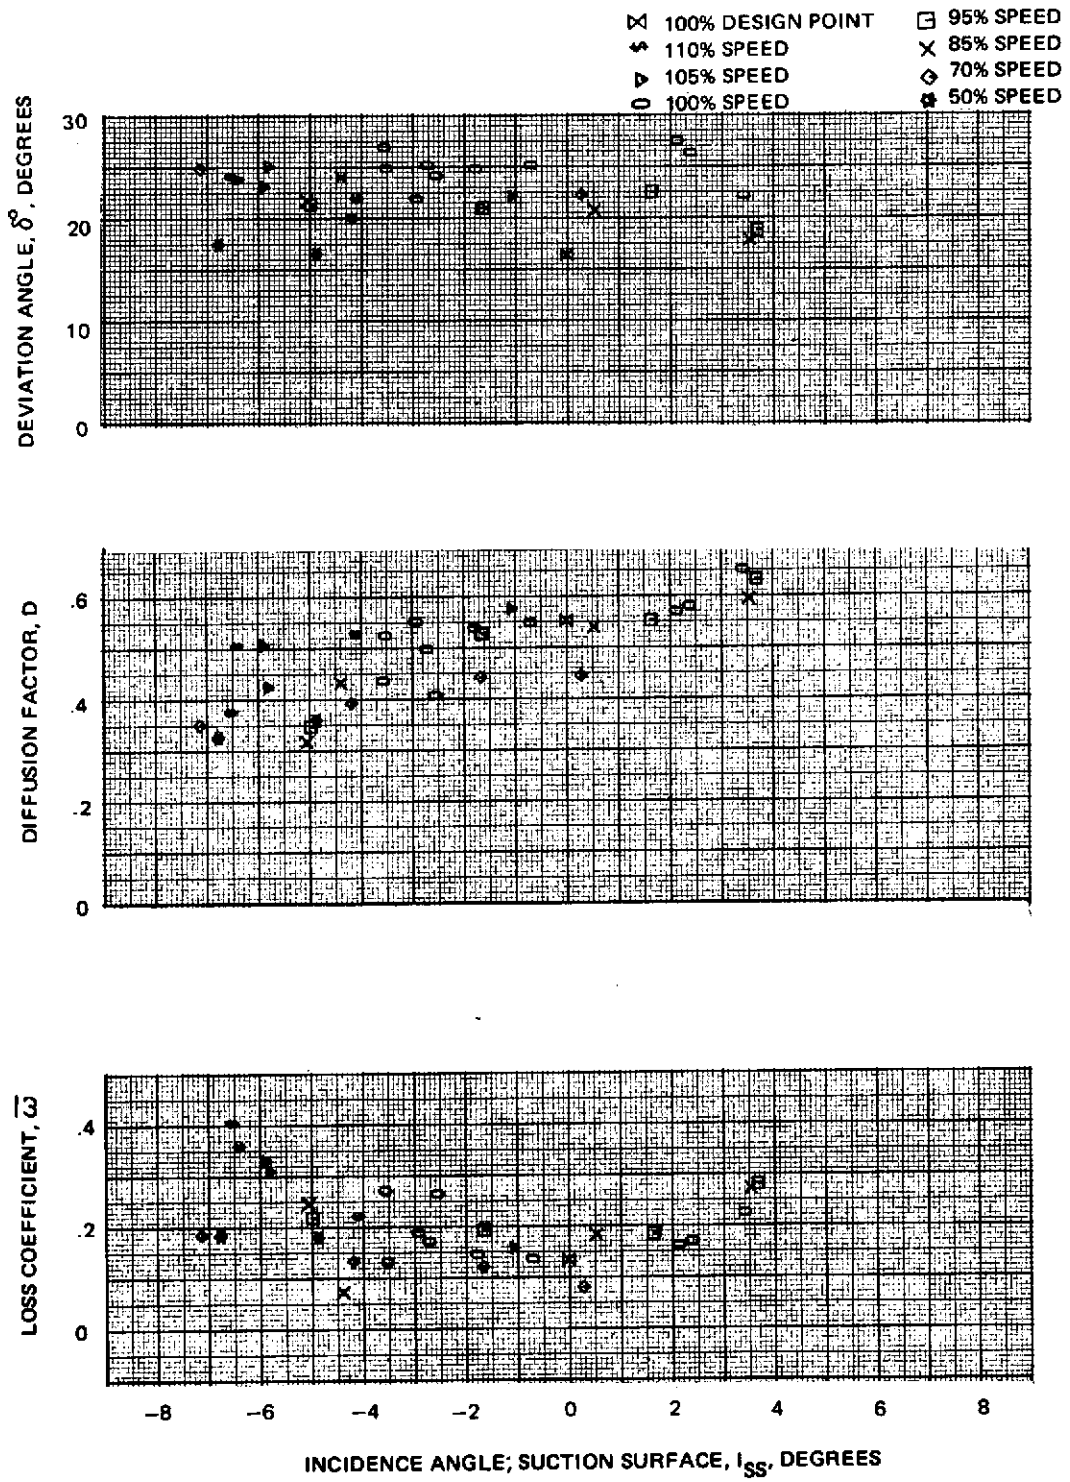 100% DESIGN POINT
110% SPEED
105% SPEED
100% SPEED
95% SPEED
85% SPEED
70% SPEED
50% SPEED
DEVIATION ANGLE, δ°, DEGREES
30
20
10
0
DIFFUSION FACTOR, D
.6
.4
.2
0
LOSS COEFFICIENT, ω̅
.4
.2
0
−8 −6 −4 −2 0 2 4 6 8
INCIDENCE ANGLE; SUCTION SURFACE, ISS, DEGREES